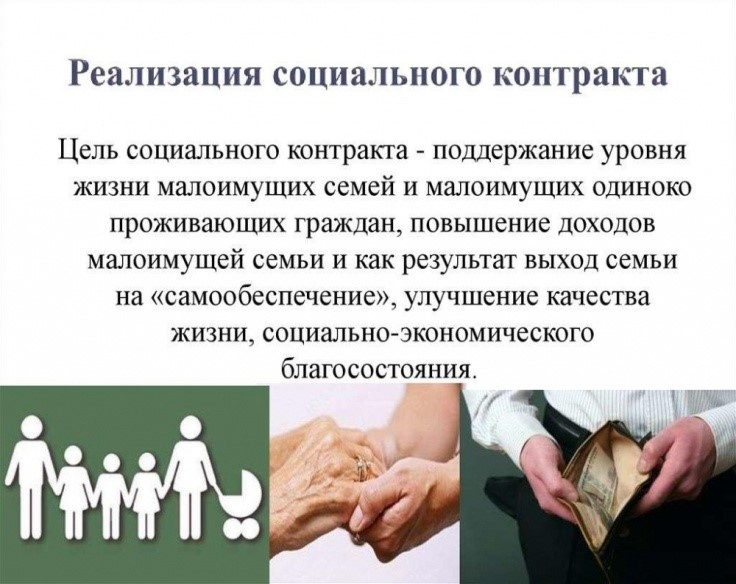 Реализация социального контракта
Цель социального контракта - поддержание уровня
жизни малоимущих семей и малоимущих одиноко
проживающих граждан, повышение доходов
малоимущей семьи и как результат выход семьи
на «самообеспечение», улучшение качества
жизни, социально-экономического
благосостояния.